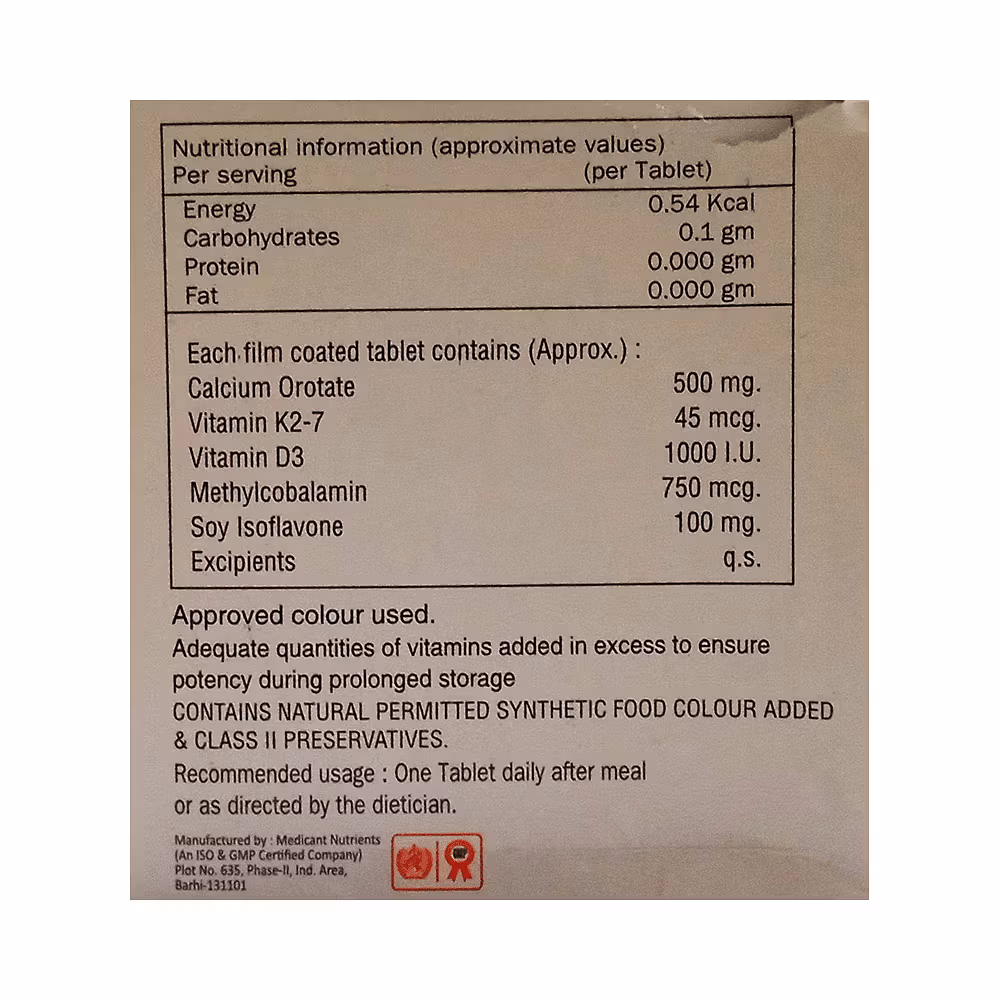 Nutritional information (approximate values)
Per serving (per Tablet)
Energy 0.54 Kcal
Carbohydrates 0.1 gm
Protein 0.000 gm
Fat 0.000 gm
Each film coated tablet contains (Approx.) :
Calcium Orotate 500 mg.
Vitamin K2-7 45 mcg.
Vitamin D3 1000 I.U.
Methylcobalamin 750 mcg.
Soy Isoflavone 100 mg.
Excipients q.s.
Approved colour used.
Adequate quantities of vitamins added in excess to ensure
potency during prolonged storage
CONTAINS NATURAL PERMITTED SYNTHETIC FOOD COLOUR ADDED
& CLASS II PRESERVATIVES.
Recommended usage : One Tablet daily after meal
or as directed by the dietician.
Manufactured by : Medicant Nutrients
(An ISO & GMP Certified Company)
Plot No. 635, Phase-II, Ind. Area,
Barhi-131101